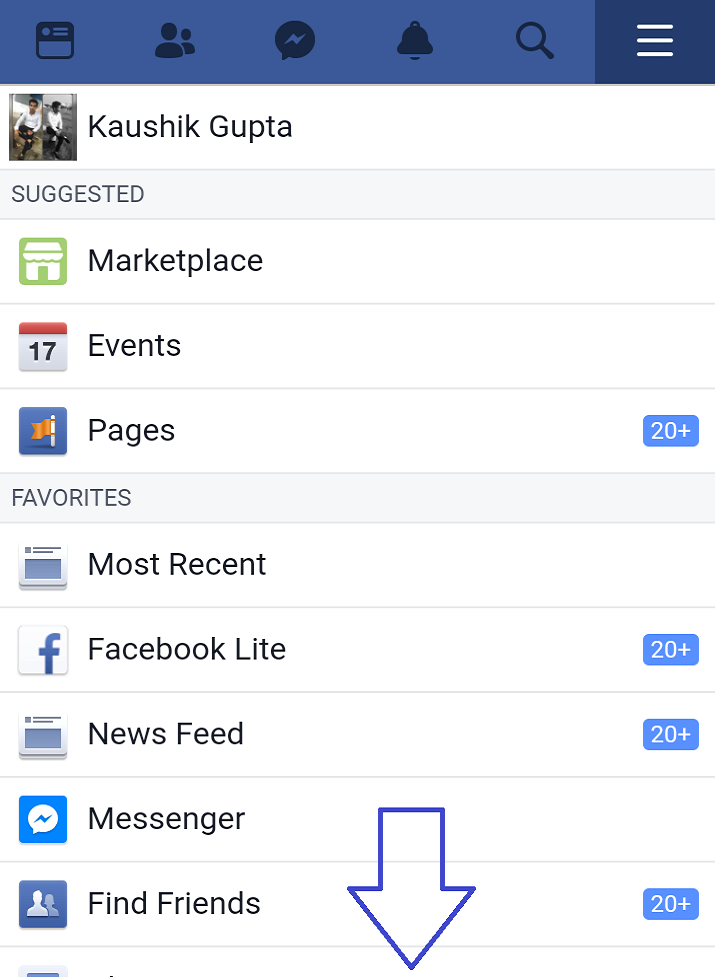 Kaushik Gupta
SUGGESTED
Marketplace
17 Events
Pages 20+
FAVORITES
Most Recent
Facebook Lite 20+
News Feed 20+
Messenger
Find Friends 20+